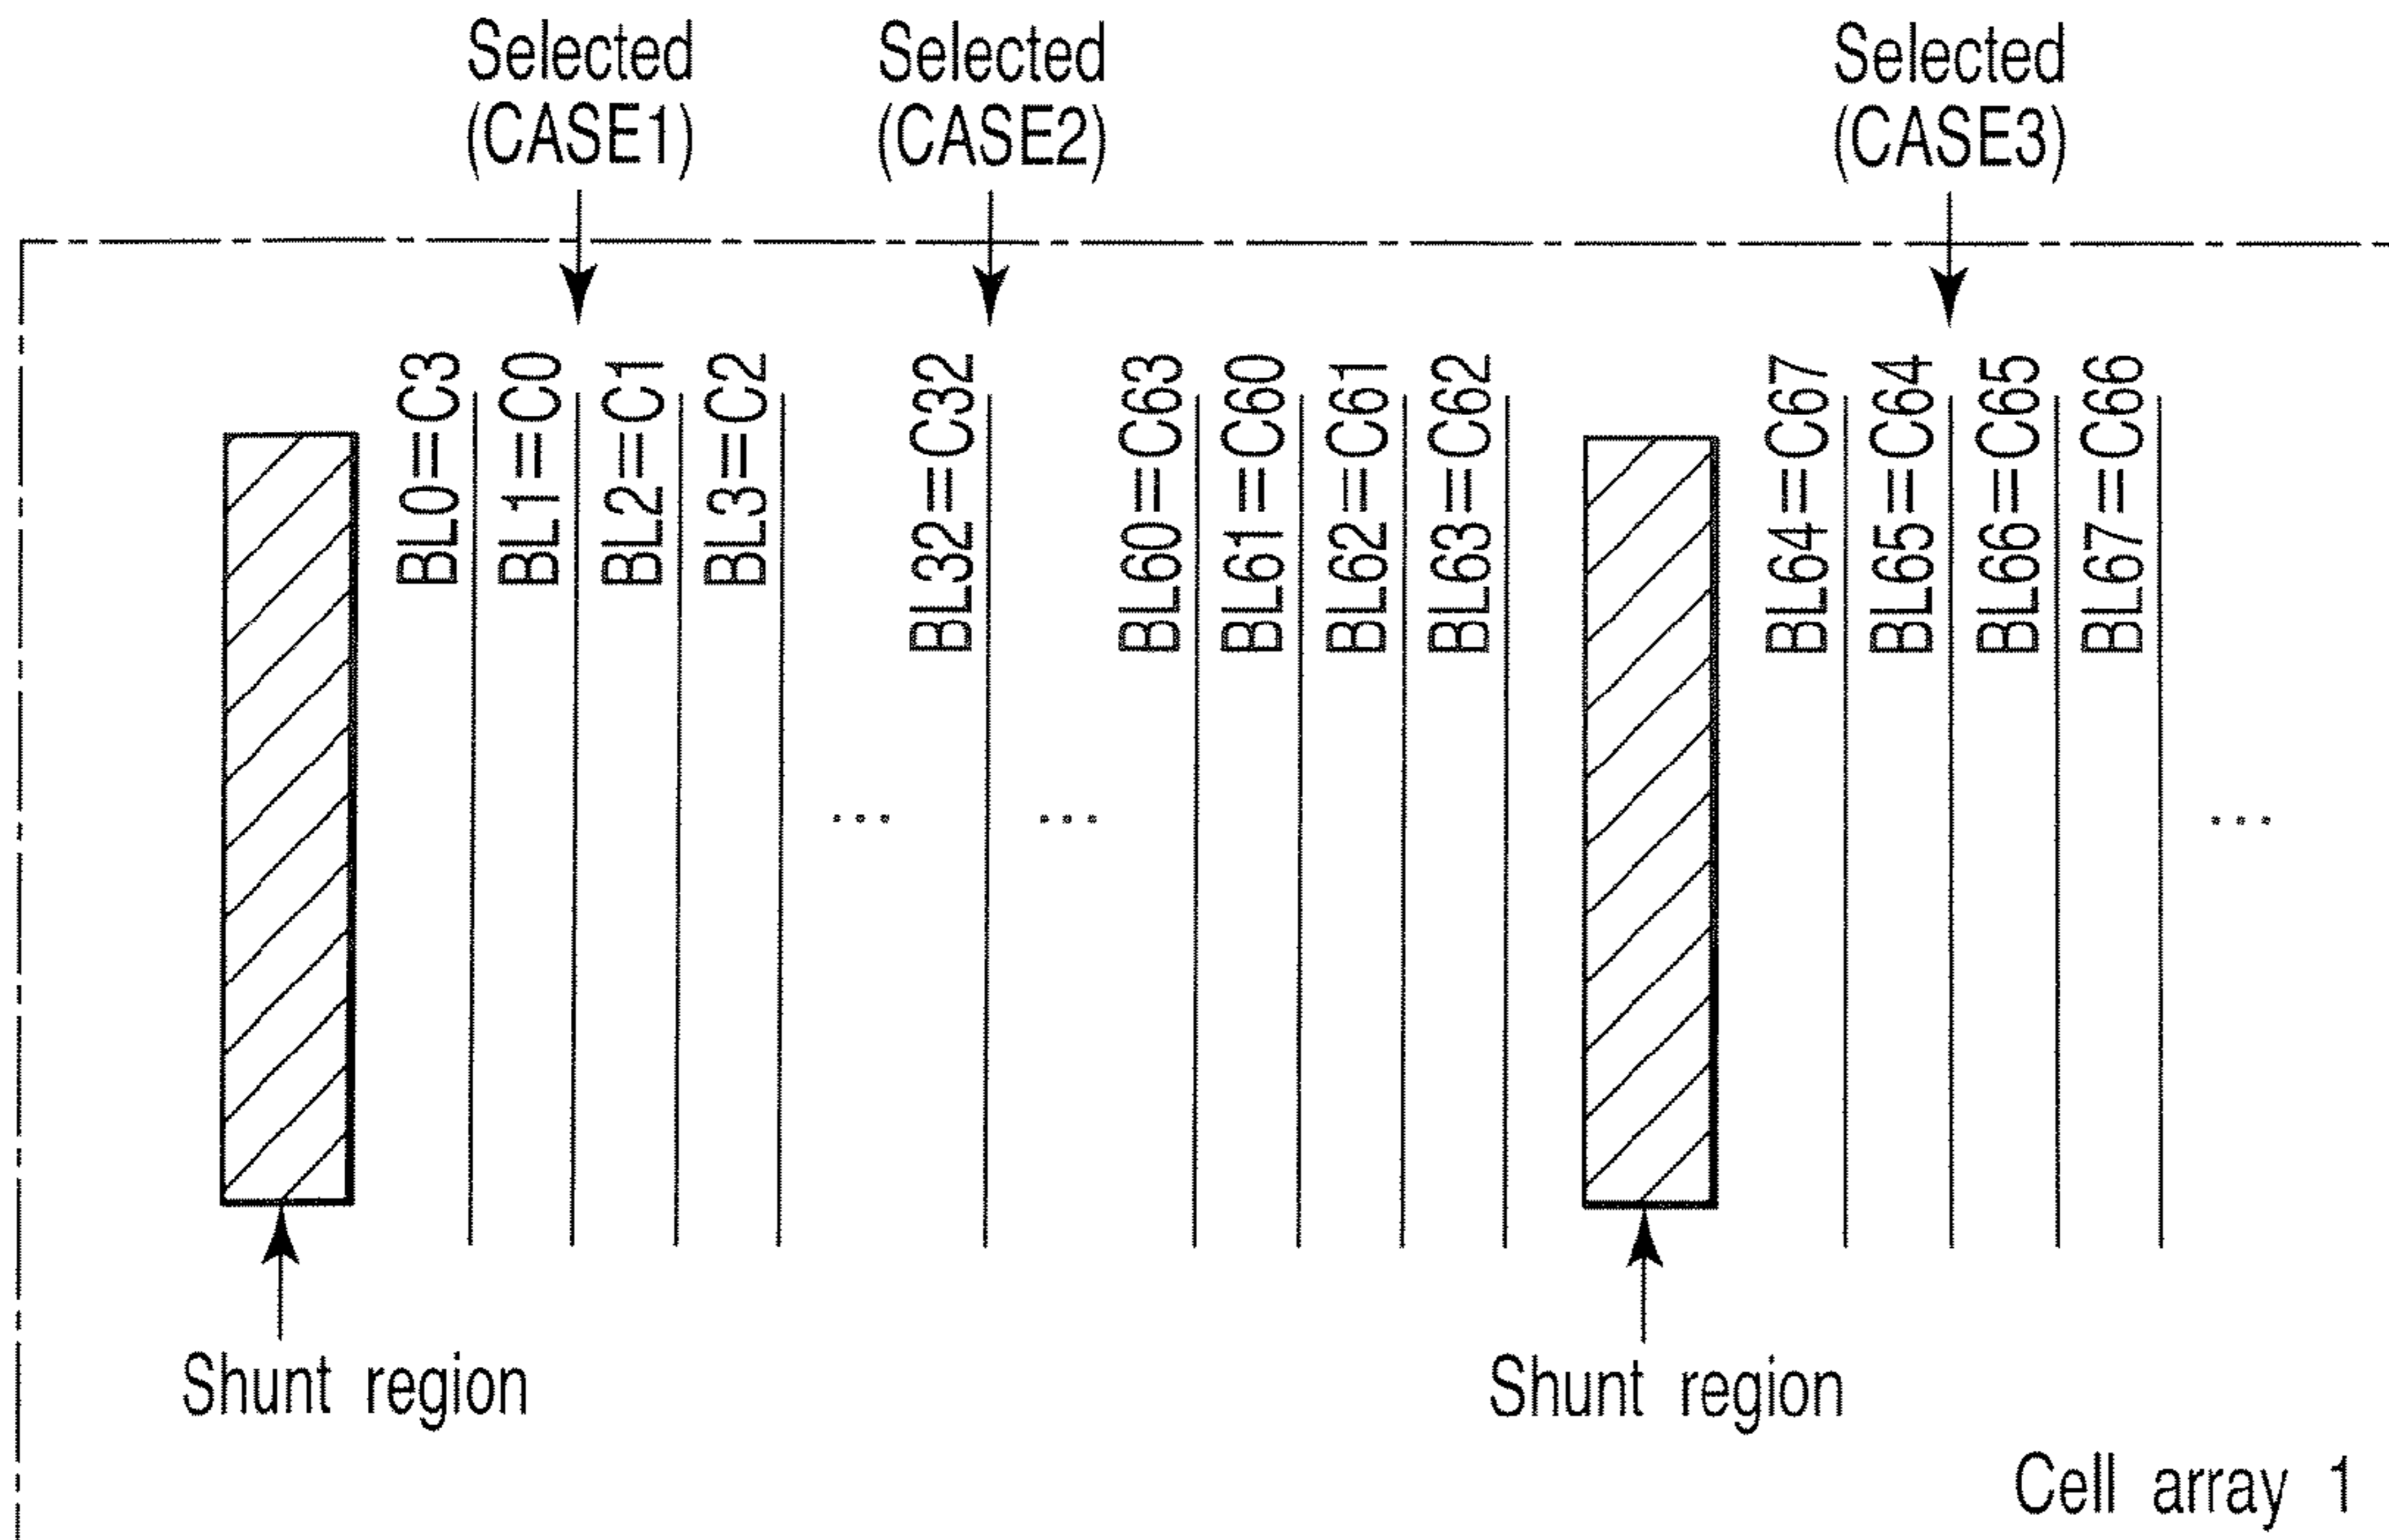 Selected
(CASE1)
Selected
(CASE2)
Selected
(CASE3)
BL0=C3
BL1=C0
BL2=C1
BL3=C2
BL32=C32
BL60=C63
BL61=C60
BL62=C61
BL63=C62
BL64=C67
BL65=C64
BL66=C65
BL67=C66
...
...
...
Shunt region
Shunt region
Cell array 1